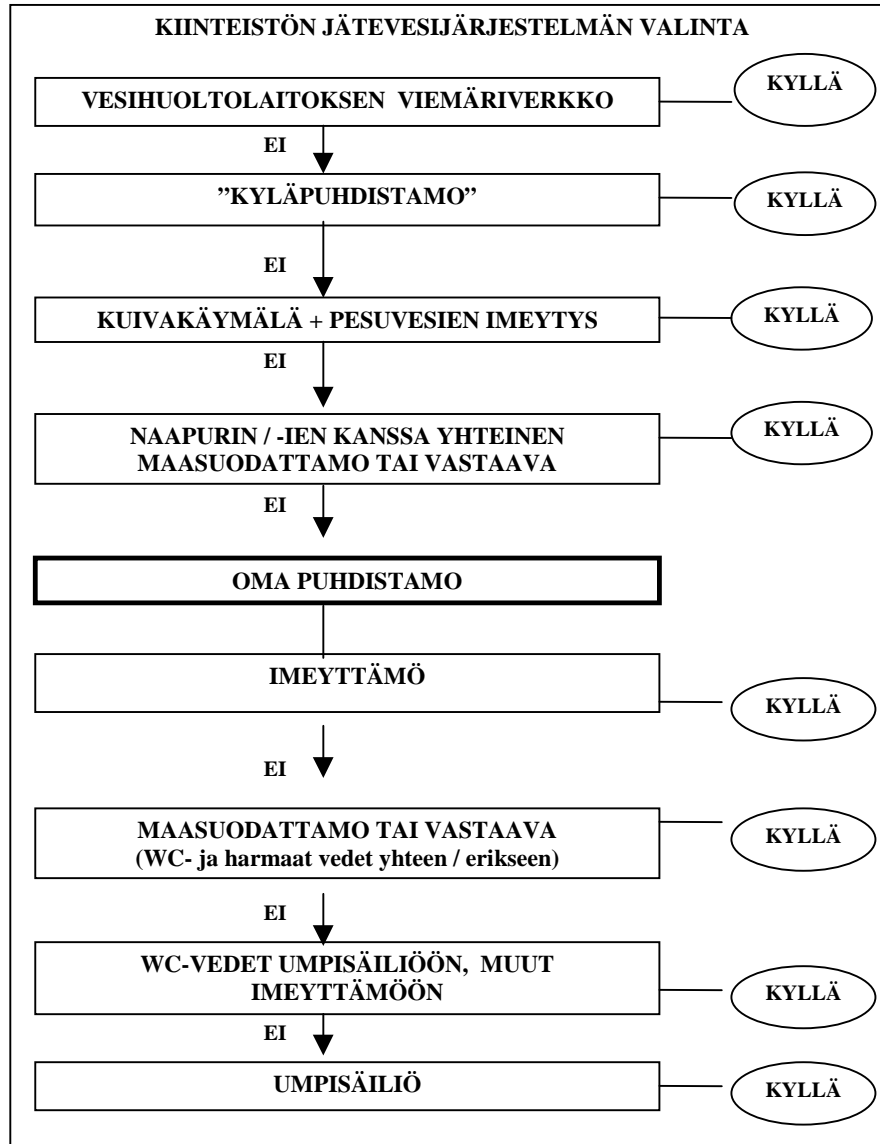 KIINTEISTÖN JÄTEVESIJÄRJESTELMÄN VALINTA
VESIHUOLTOLAITOKSEN VIEMÄRIVERKKO
KYLLÄ
EI
”KYLÄPUHDISTAMO”
KYLLÄ
EI
KUIVAKÄYMÄLÄ + PESUVESIEN IMEYTYS
KYLLÄ
EI
NAAPURIN / -IEN KANSSA YHTEINEN
MAASUODATTAMO TAI VASTAAVA
KYLLÄ
EI
OMA PUHDISTAMO
IMEYTTÄMÖ
KYLLÄ
EI
MAASUODATTAMO TAI VASTAAVA
(WC- ja harmaat vedet yhteen / erikseen)
KYLLÄ
EI
WC-VEDET UMPISÄILIÖÖN, MUUT
IMEYTTÄMÖÖN
KYLLÄ
EI
UMPISÄILIÖ
KYLLÄ